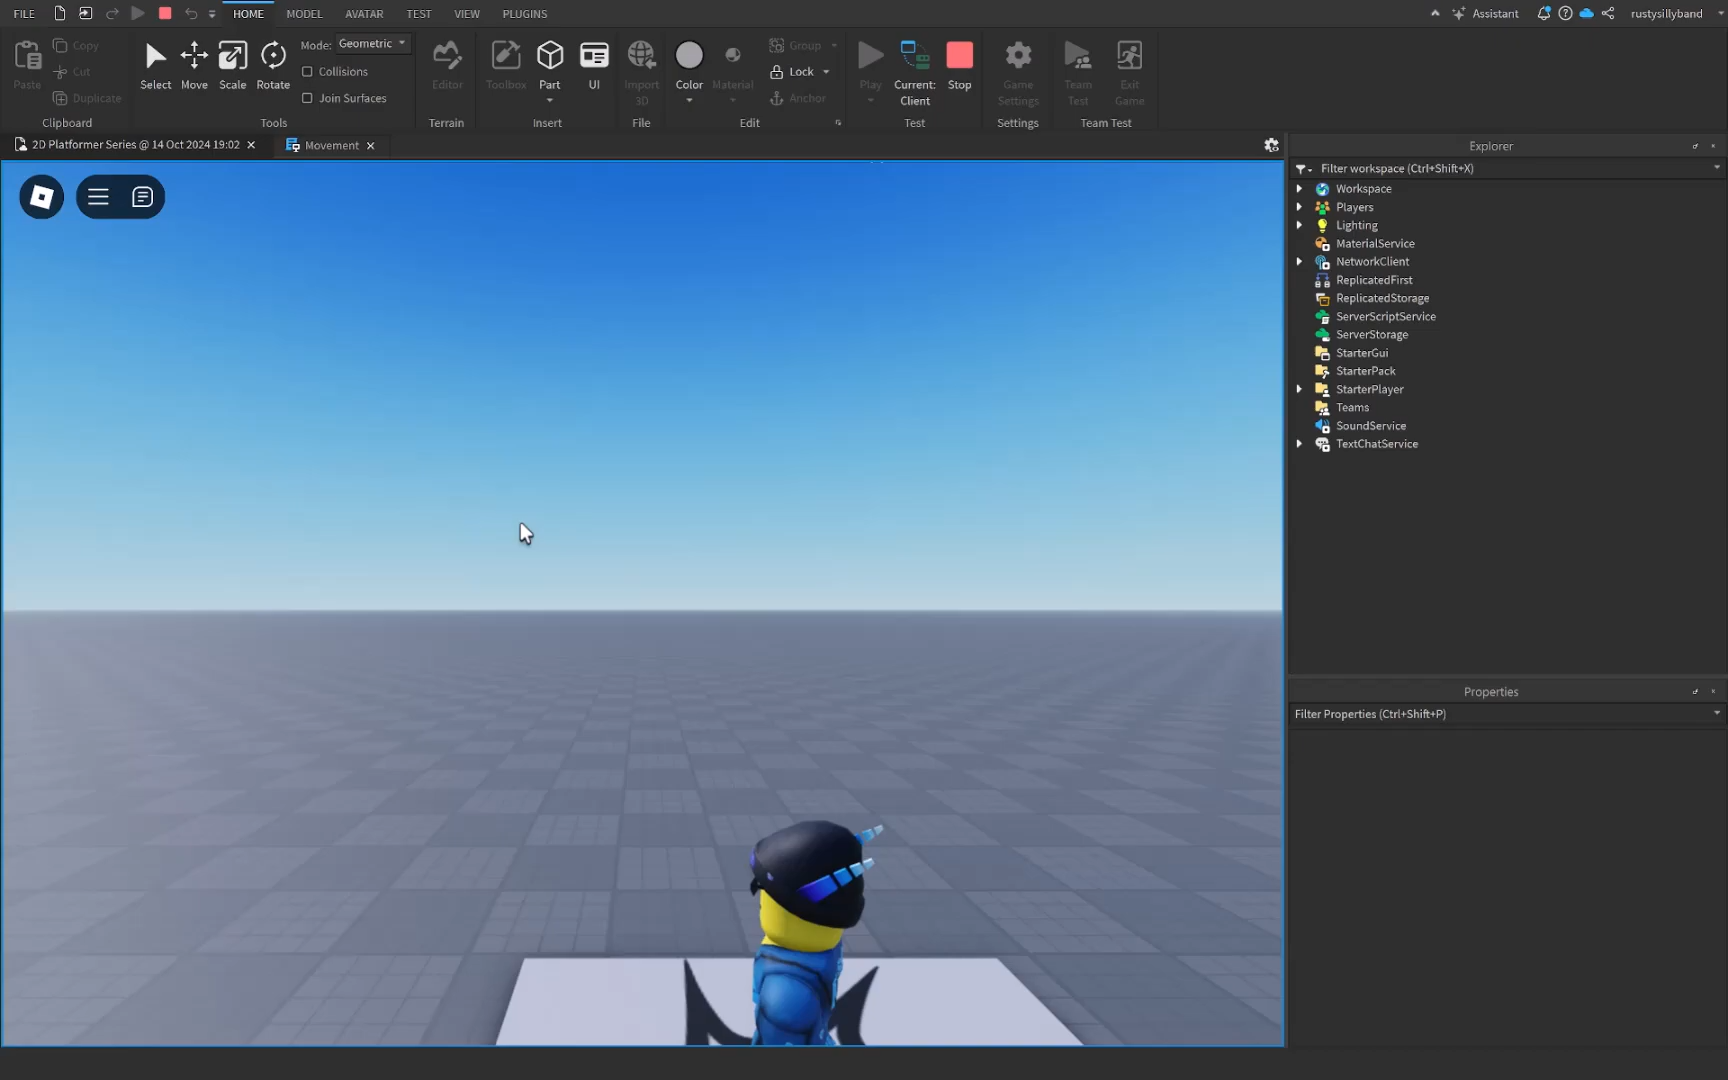 FILE HOME MODEL AVATAR TEST VIEW PLUGINS Assistant rustysillyband
Paste Copy Cut Duplicate
Clipboard
Select Move Scale Rotate
Mode: Geometric
Collisions
Join Surfaces
Tools
Editor
Terrain
Toolbox Part UI
Insert
Import
3D
File
Color Material
Group
Lock
Anchor
Edit
Play
Current:
Client
Stop
Test
Game
Settings
Settings
Team
Test
Exit
Game
Team Test
2D Platformer Series @ 14 Oct 2024 19:02
Movement
Explorer
Filter workspace (Ctrl+Shift+X)
Workspace
Players
Lighting
MaterialService
NetworkClient
ReplicatedFirst
ReplicatedStorage
ServerScriptService
ServerStorage
StarterGui
StarterPack
StarterPlayer
Teams
SoundService
TextChatService
Properties
Filter Properties (Ctrl+Shift+P)